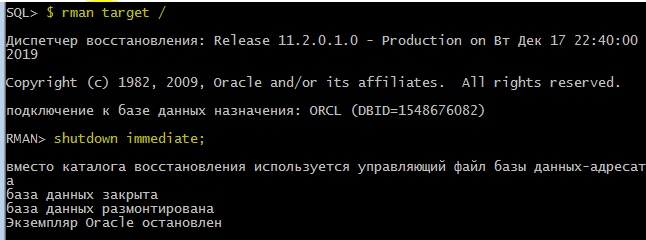 SQL> $ rman target /
Диспетчер восстановления: Release 11.2.0.1.0 - Production on Вт Дек 17 22:40:00
2019
Copyright (c) 1982, 2009, Oracle and/or its affiliates.  All rights reserved.
подключение к базе данных назначения: ORCL (DBID=1548676082)
RMAN> shutdown immediate;
вместо каталога восстановления используется управляющий файл базы данных-адресат
а
база данных закрыта
база данных размонтирована
Экземпляр Oracle остановлен